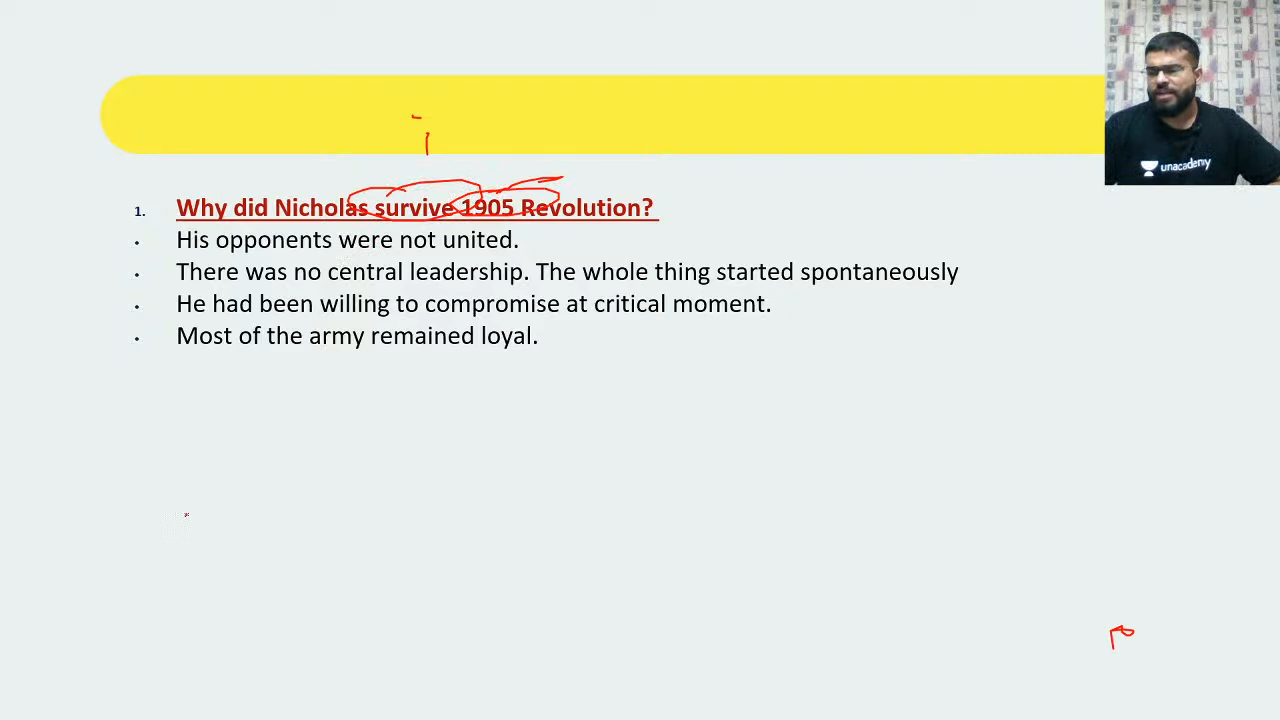 unacademy
1. Why did Nicholas survive 1905 Revolution?
• His opponents were not united.
• There was no central leadership. The whole thing started spontaneously
• He had been willing to compromise at critical moment.
• Most of the army remained loyal.